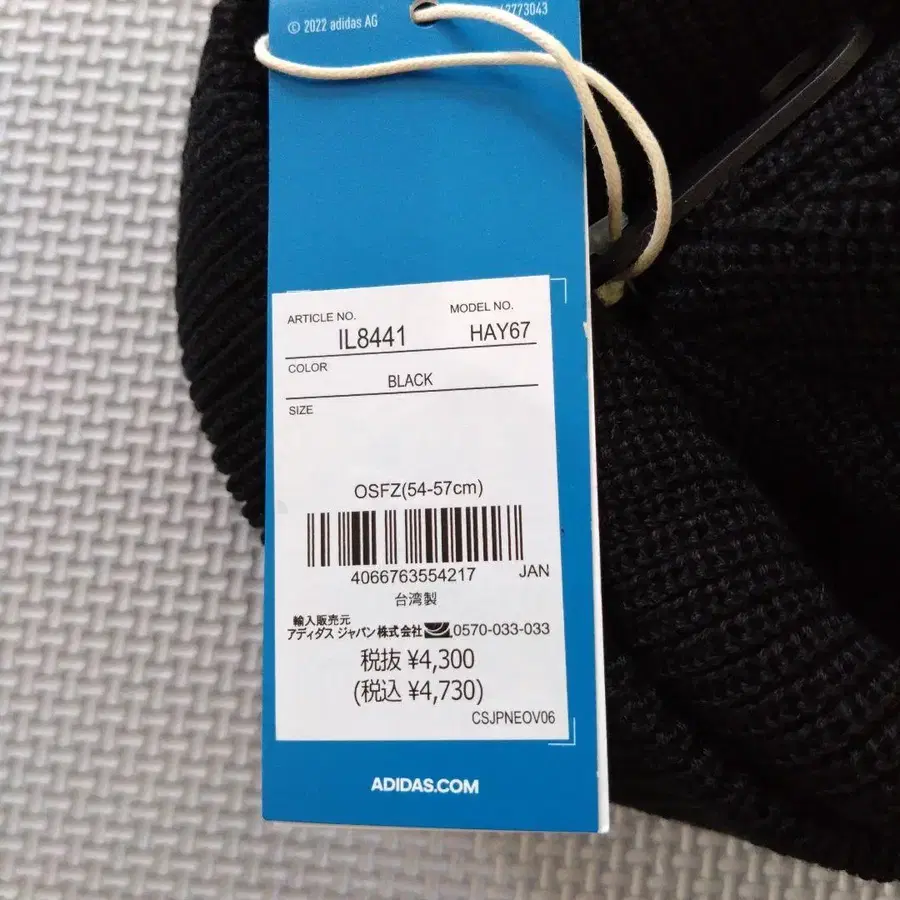 © 2022 adidas AG
2773043
ARTICLE NO.
MODEL NO.
IL8441
HAY67
COLOR
BLACK
SIZE
OSFZ(54-57cm)
4066763554217 JAN
台湾製
輸入販売元
アディダス ジャパン株式会社 0570-033-033
税抜 ¥4,300
(税込 ¥4,730)
CSJPNEOV06
ADIDAS.COM